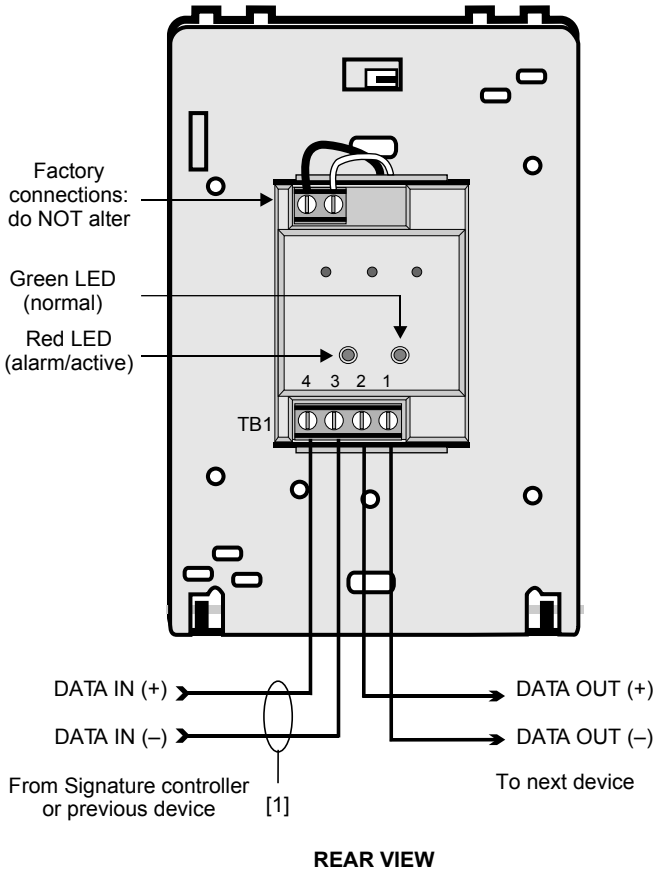 Factory
connections:
do NOT alter
Green LED
(normal)
Red LED
(alarm/active)
4 3 2 1
TB1
DATA IN (+)
DATA OUT (+)
DATA IN (–)
DATA OUT (–)
From Signature controller
or previous device
[1]
To next device
REAR VIEW